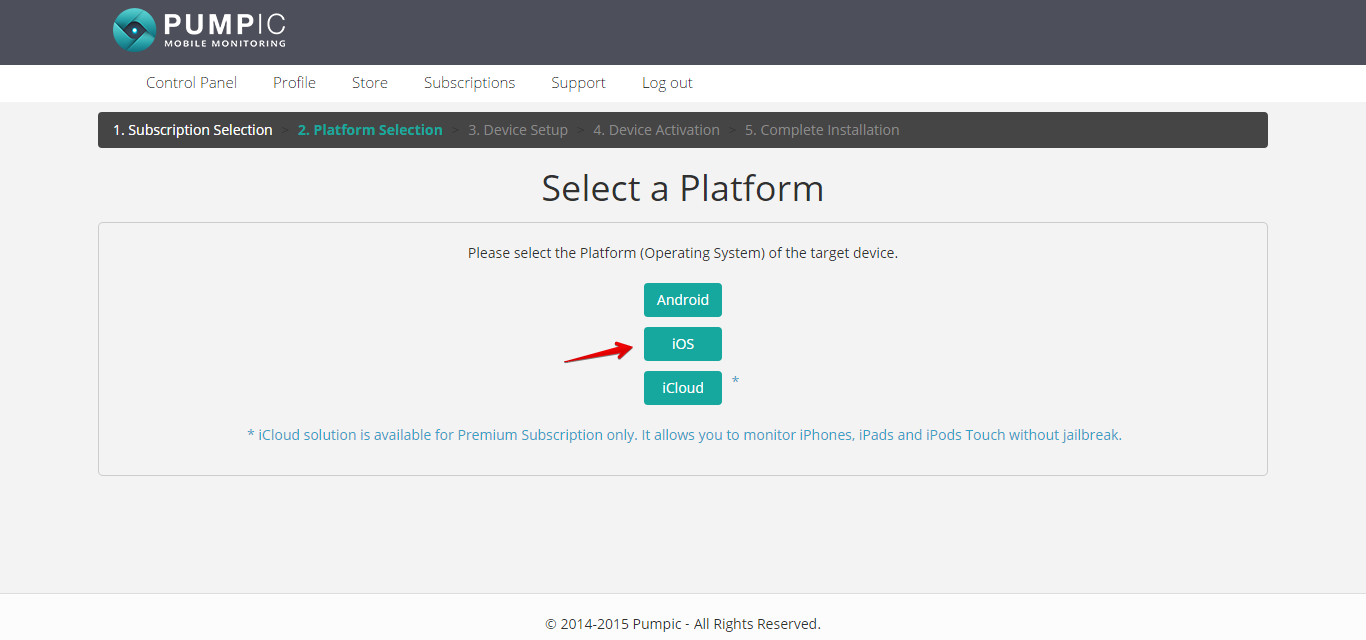 PUMPIC
MOBILE MONITORING
Control Panel Profile Store Subscriptions Support Log out
1. Subscription Selection > 2. Platform Selection > 3. Device Setup > 4. Device Activation > 5. Complete Installation
Select a Platform
Please select the Platform (Operating System) of the target device.
Android
iOS
iCloud *
* iCloud solution is available for Premium Subscription only. It allows you to monitor iPhones, iPads and iPods Touch without jailbreak.
© 2014-2015 Pumpic - All Rights Reserved.